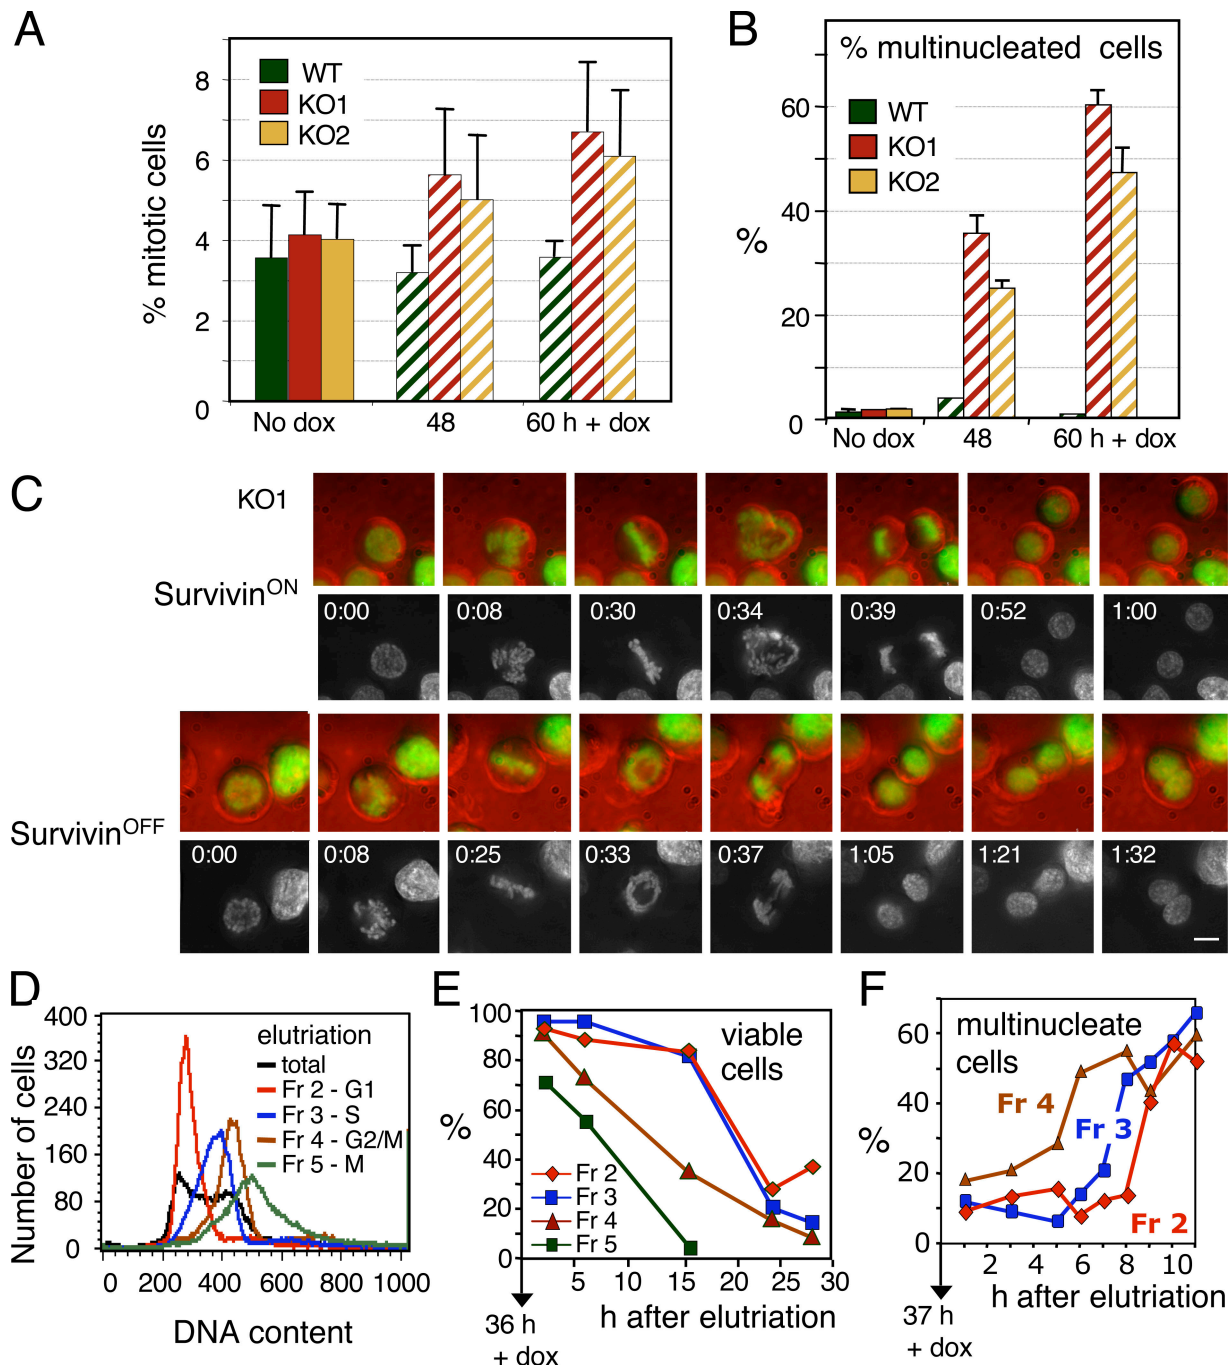 A
% mitotic cells
8
6
4
2
0
WT
KO1
KO2
No dox 48 60 h + dox
B
% multinucleated cells
%
60
40
20
0
WT
KO1
KO2
No dox 48 60 h + dox
C
KO1
Survivin^ON
0:00 0:08 0:30 0:34 0:39 0:52 1:00
Survivin^OFF
0:00 0:08 0:25 0:33 0:37 1:05 1:21 1:32
D
Number of cells
400
320
240
160
80
0
elutriation
total
Fr 2 - G1
Fr 3 - S
Fr 4 - G2/M
Fr 5 - M
0 200 400 600 800 1000
DNA content
E
%
100
80
60
40
20
0
viable
cells
Fr 2
Fr 3
Fr 4
Fr 5
5 10 15 20 25 30
h after elutriation
36 h
+ dox
F
%
60
40
20
0
multinucleate
cells
Fr 4
Fr 3
Fr 2
2 4 6 8 10
h after elutriation
37 h
+ dox